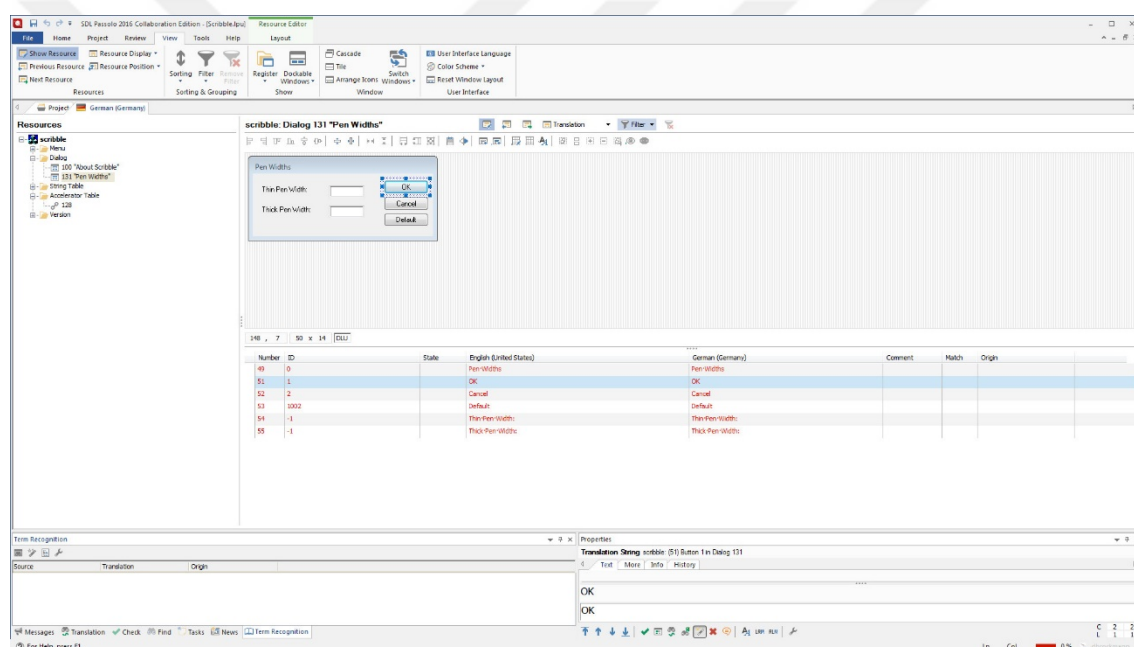 SDL Passolo 2016 Collaboration Edition - [Scribble.lpu] Resource Editor
File Home Project Review View Tools Help Layout
Show Resource Resource Display Cascade User Interface Language
Previous Resource Resource Position Tile Color Scheme
Next Resource Sorting Filter Remove Filter Register Dockable Windows Arrange Icons Switch Windows Reset Window Layout
Resources Sorting & Grouping Show Window User Interface
Project German (Germany)
Resources scribble: Dialog 131 "Pen Widths" Translation Filter
scribble
Menu
Dialog
100 "About Scribble"
131 "Pen Widths"
String Table
Accelerator Table
128
Version
Pen Widths
Thin Pen Width: OK
Cancel
Thick Pen Width:
Default
148 , 7 50 x 14 DLU
Number ID State English (United States) German (Germany) Comment Match Origin
49 0 Pen·Widths Pen·Widths
51 1 OK OK
52 2 Cancel Cancel
53 1002 Default Default
54 -1 Thin·Pen·Width: Thin·Pen·Width:
55 -1 Thick·Pen·Width: Thick·Pen·Width:
Term Recognition Properties
Translation String scribble: (51) Button 1 in Dialog 131
Source Translation Origin Text More Info History
OK
OK
Messages Translation Check Find Tasks News Term Recognition LRM RLM C 2 2
L 1 1
For Help, press F1 Ln Col 0 %